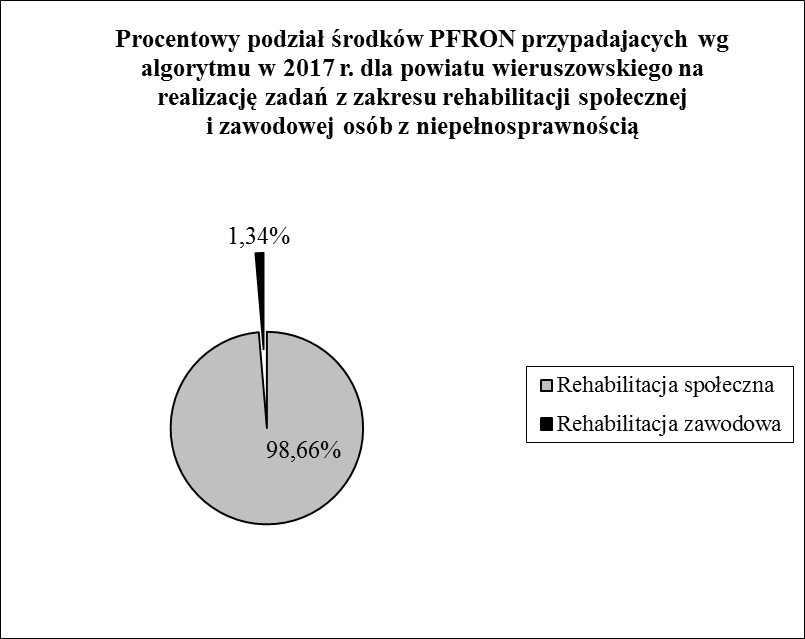 Procentowy podział środków PFRON przypadajacych wg
algorytmu w 2017 r. dla powiatu wieruszowskiego na
realizację zadań z zakresu rehabilitacji społecznej
i zawodowej osób z niepełnosprawnością
1,34%
98,66%
Rehabilitacja społeczna
Rehabilitacja zawodowa